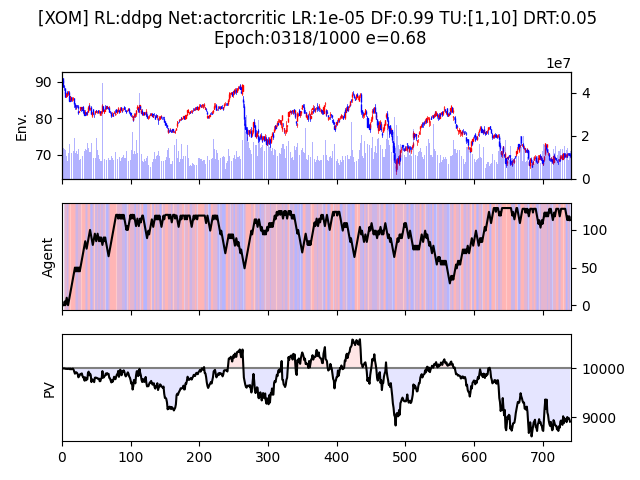 [XOM] RL:ddpg Net:actorcritic LR:1e-05 DF:0.99 TU:[1,10] DRT:0.05
Epoch:0318/1000 e=0.68
1e7
90
80
70
Env.
4
2
0
Agent
100
50
0
PV
10000
9000
0 100 200 300 400 500 600 700